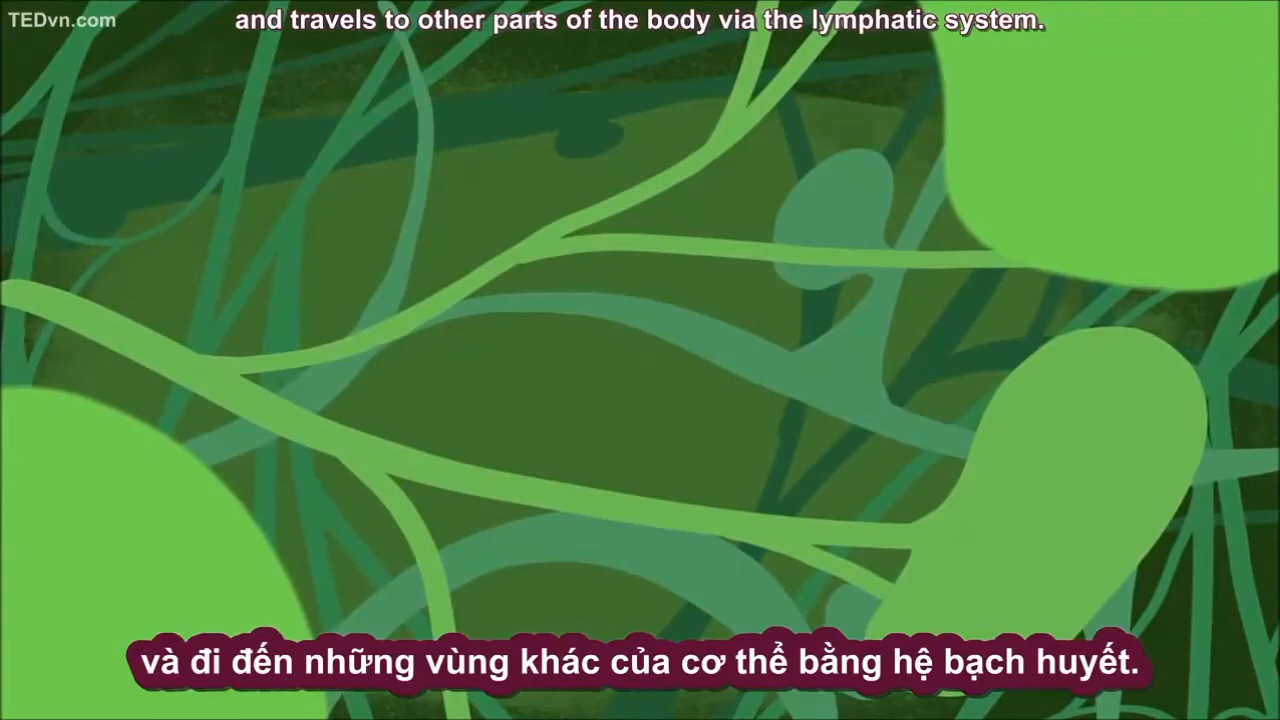 TEDvn.com
and travels to other parts of the body via the lymphatic system.
và đi đến những vùng khác của cơ thể bằng hệ bạch huyết.